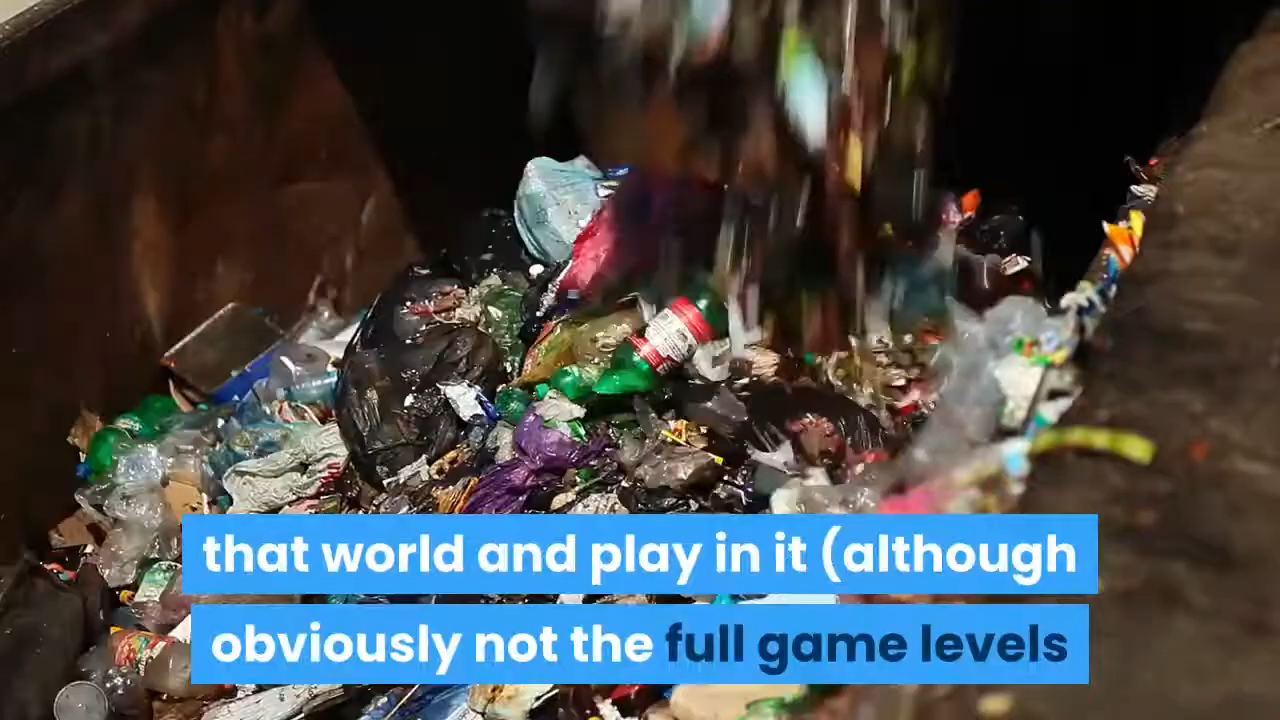 that world and play in it (although
obviously not the full game levels